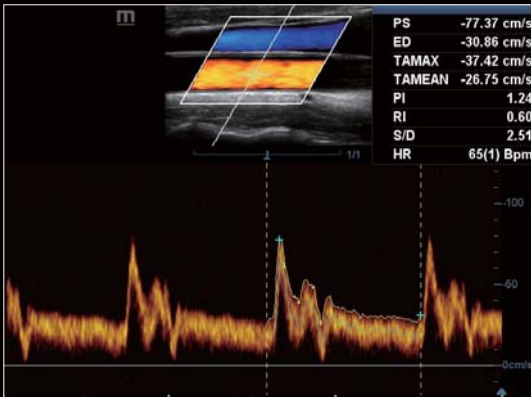 m
PS -77.37 cm/s
ED -30.86 cm/s
TAMAX -37.42 cm/s
TAMEAN -26.75 cm/s
PI 1.24
RI 0.60
S/D 2.51
HR 65(1) Bpm
1/1
-100
-50
0cm/s